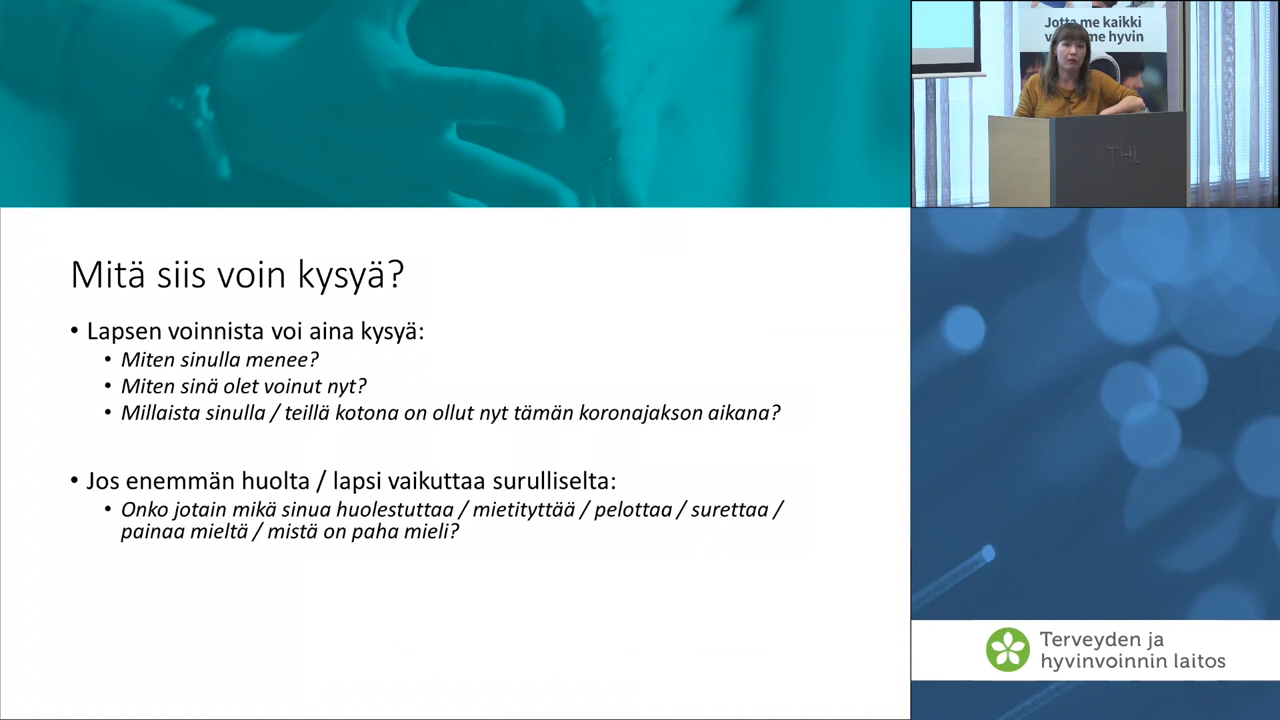 Mitä siis voin kysyä?
• Lapsen voinnista voi aina kysyä:
• Miten sinulla menee?
• Miten sinä olet voinut nyt?
• Millaista sinulla / teillä kotona on ollut nyt tämän koronajakson aikana?
• Jos enemmän huolta / lapsi vaikuttaa surulliselta:
• Onko jotain mikä sinua huolestuttaa / mietityttää / pelottaa / surettaa /
painaa mieltä / mistä on paha mieli?
Jotta me kaikki
me hyvin
THL
Terveyden ja
hyvinvoinnin laitos